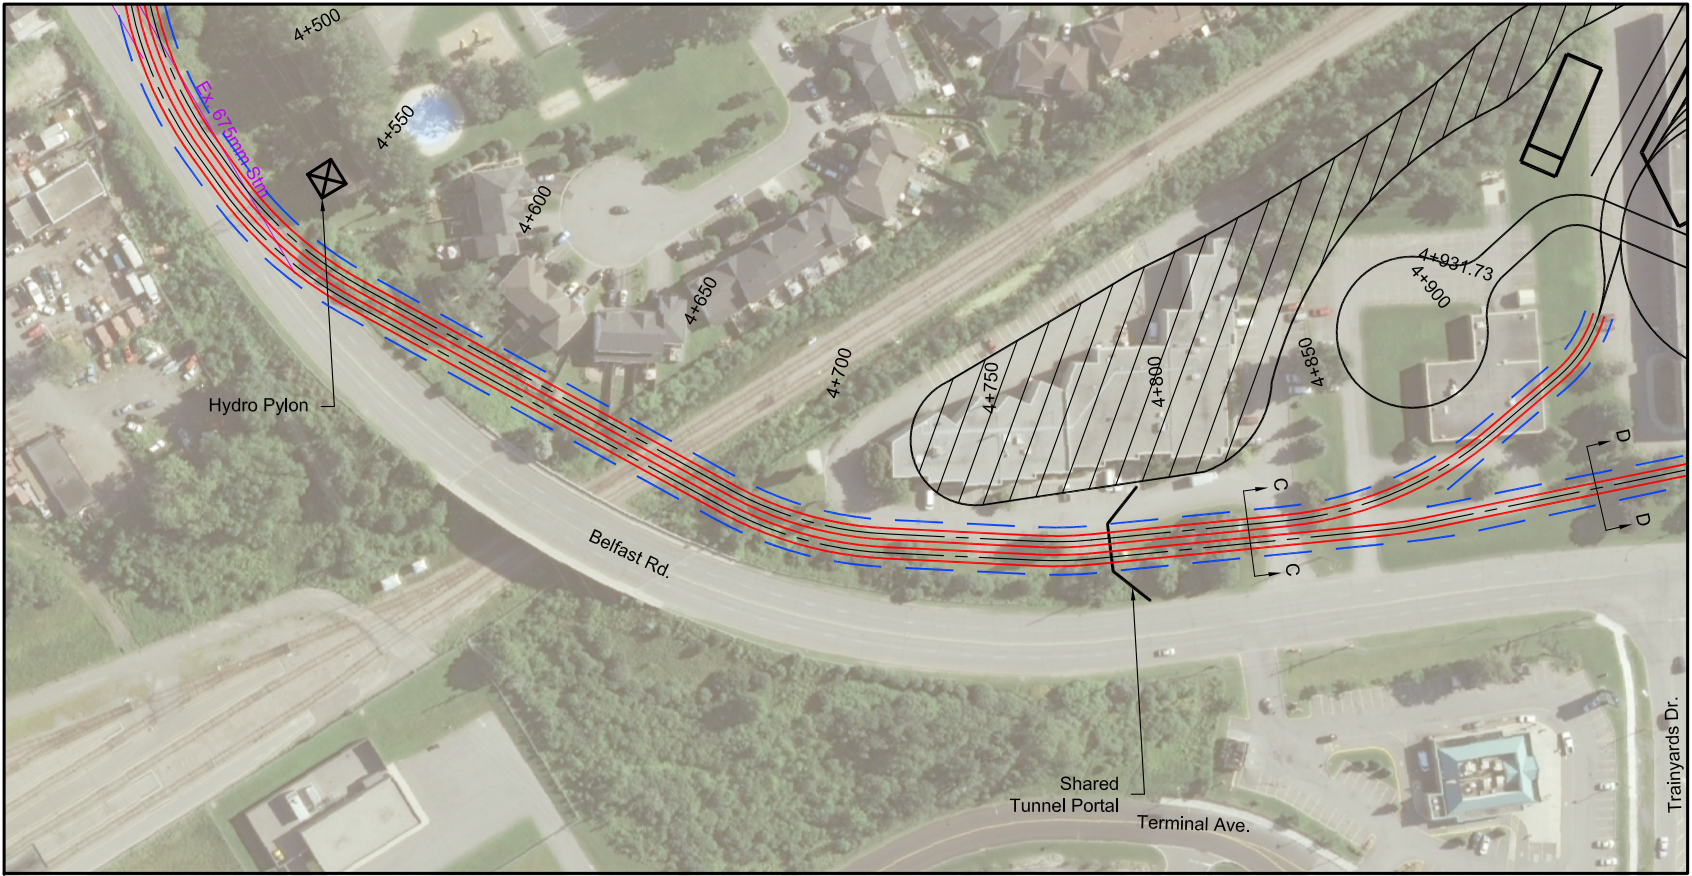 4+500
Ex. 675mm Stm
4+550
4+600
4+650
Hydro Pylon
4+700
4+750
4+800
4+850
4+931.73
4+900
D
D
C
C
Belfast Rd.
Shared
Tunnel Portal
Terminal Ave.
Trainyards Dr.